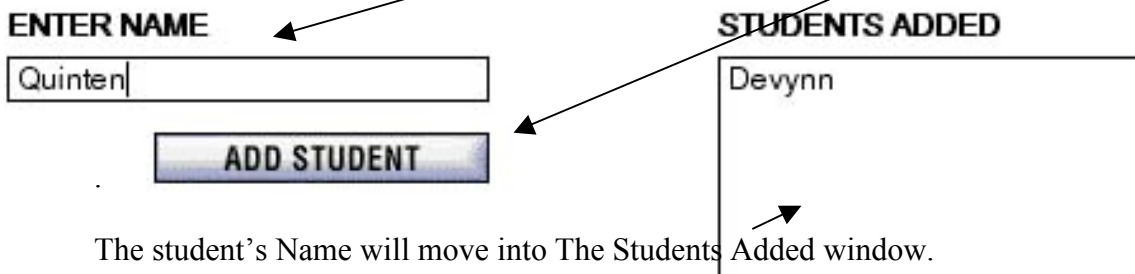 ENTER NAME
STUDENTS ADDED
Quinten
Devynn
ADD STUDENT
.
The student's Name will move into The Students Added window.